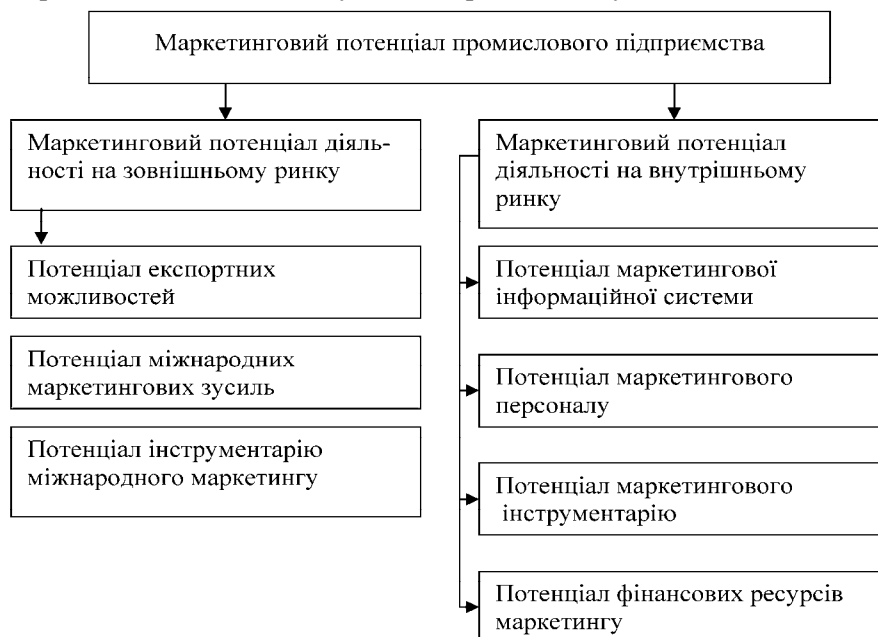 Маркетинговий потенціал промислового підприємства
Маркетинговий потенціал діяль-
ності на зовнішньому ринку
Потенціал експортних
можливостей
Потенціал міжнародних
маркетингових зусиль
Потенціал інструментарію
міжнародного маркетингу
Маркетинговий потенціал
діяльності на внутрішньому
ринку
Потенціал маркетингової
інформаційної системи
Потенціал маркетингового
персоналу
Потенціал маркетингового
інструментарію
Потенціал фінансових ресурсів
маркетингу